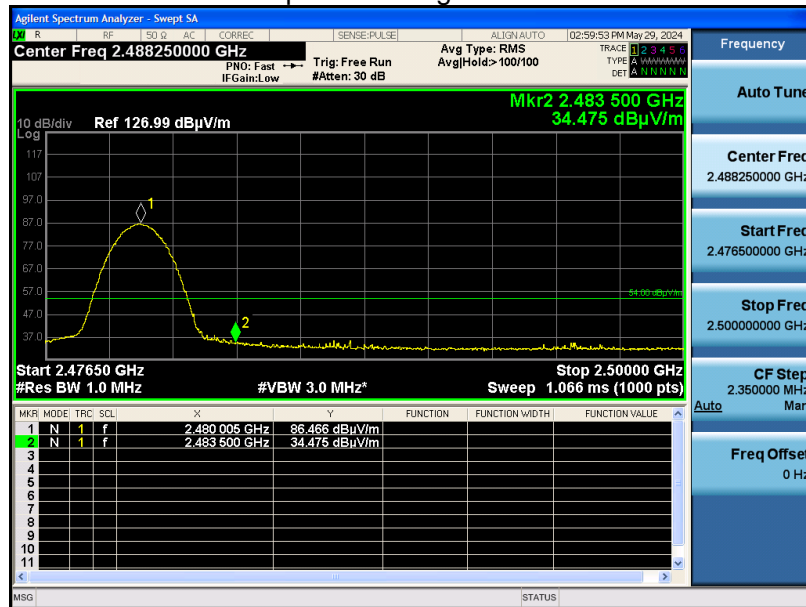 Agilent Spectrum Analyzer - Swept SA
LXI R RF 50 Ω AC CORREC SENSE:PULSE ALIGN AUTO 02:59:53 PM May 29, 2024
Center Freq 2.488250000 GHz
PNO: Fast
IFGain:Low
Trig: Free Run
#Atten: 30 dB
Avg Type: RMS
Avg|Hold:>100/100
TRACE 1 2 3 4 5 6
TYPE A WWWWW
DET A N N N N N
Mkr2 2.483 500 GHz
34.475 dBµV/m
10 dB/div Ref 126.99 dBµV/m
Log
117
107
97.0
87.0
77.0
67.0
57.0
47.0
37.0
1
2
54.00 dBµV/m
Start 2.47650 GHz Stop 2.50000 GHz
#Res BW 1.0 MHz #VBW 3.0 MHz* Sweep 1.066 ms (1000 pts)
MKR MODE TRC SCL X Y FUNCTION FUNCTION WIDTH FUNCTION VALUE
1 N 1 f 2.480 005 GHz 86.466 dBµV/m
2 N 1 f 2.483 500 GHz 34.475 dBµV/m
3
4
5
6
7
8
9
10
11
MSG STATUS
Frequency
Auto Tune
Center Freq
2.488250000 GHz
Start Freq
2.476500000 GHz
Stop Freq
2.500000000 GHz
CF Step
2.350000 MHz
Auto Man
Freq Offset
0 Hz